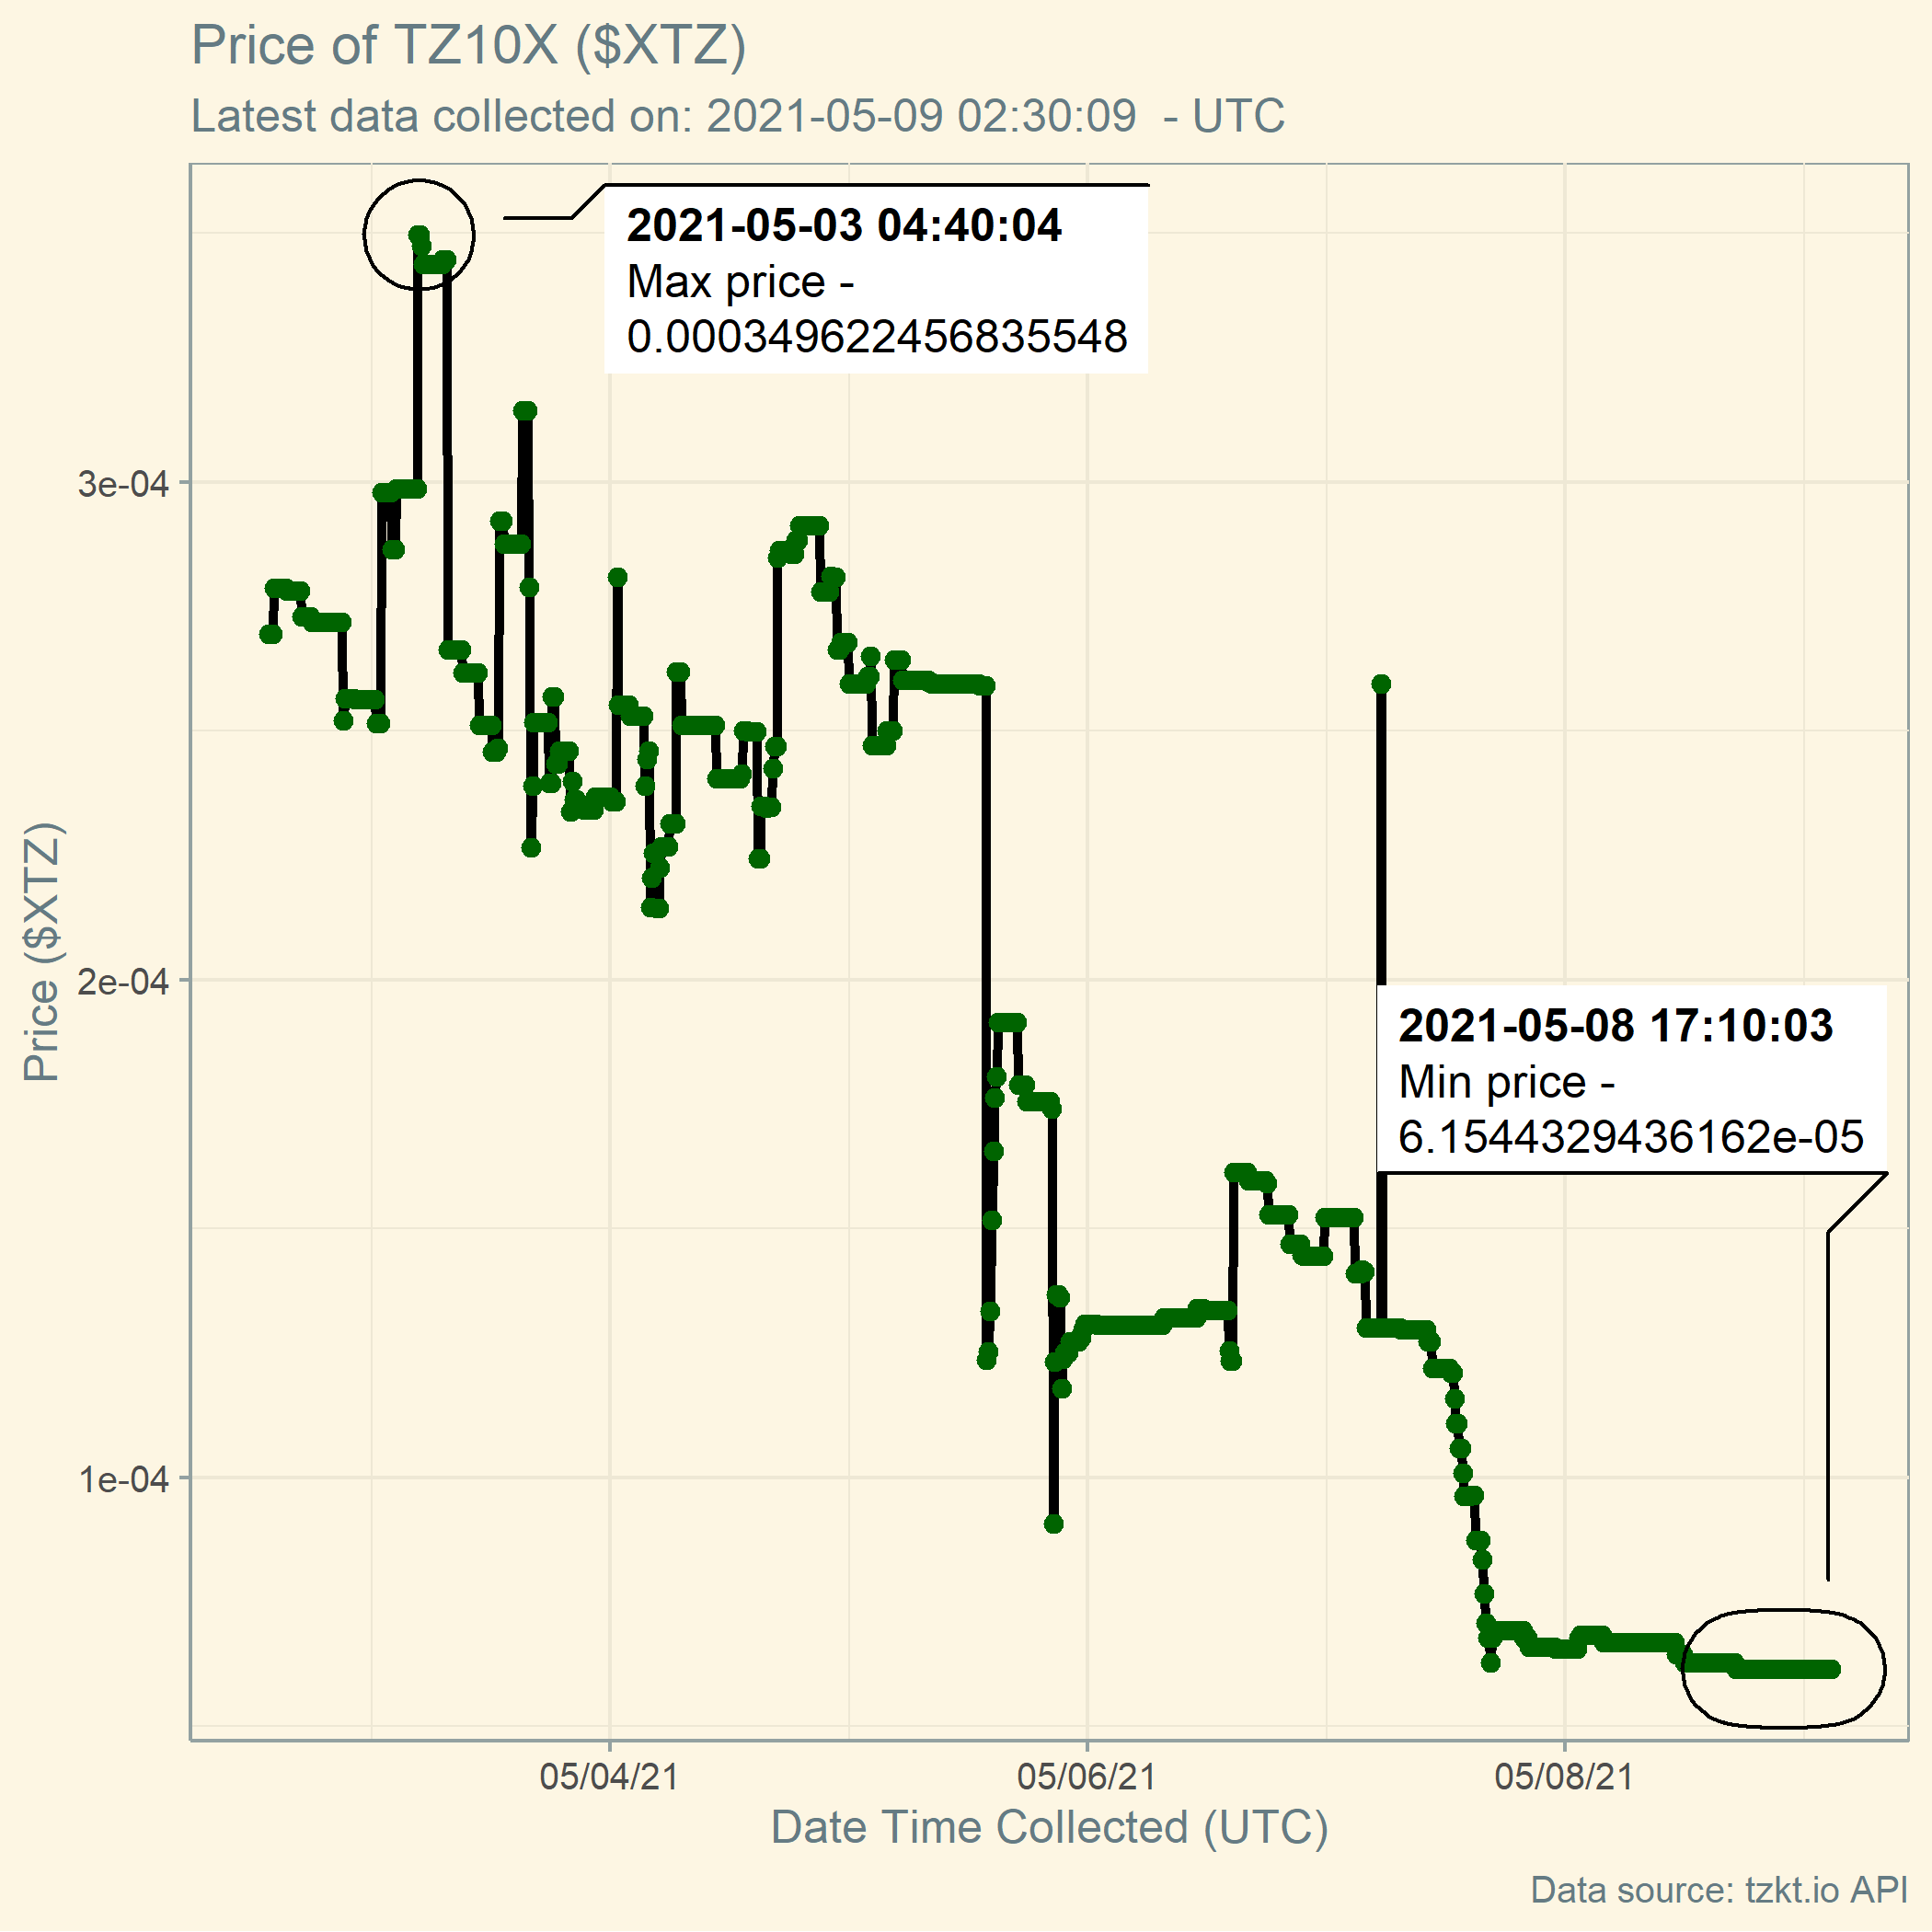 Price of TZ10X ($XTZ)
Latest data collected on: 2021-05-09 02:30:09  - UTC
2021-05-03 04:40:04
Max price -
0.000349622456835548
3e-04
2e-04
1e-04
Price ($XTZ)
2021-05-08 17:10:03
Min price -
6.1544329436162e-05
05/04/21
05/06/21
05/08/21
Date Time Collected (UTC)
Data source: tzkt.io API